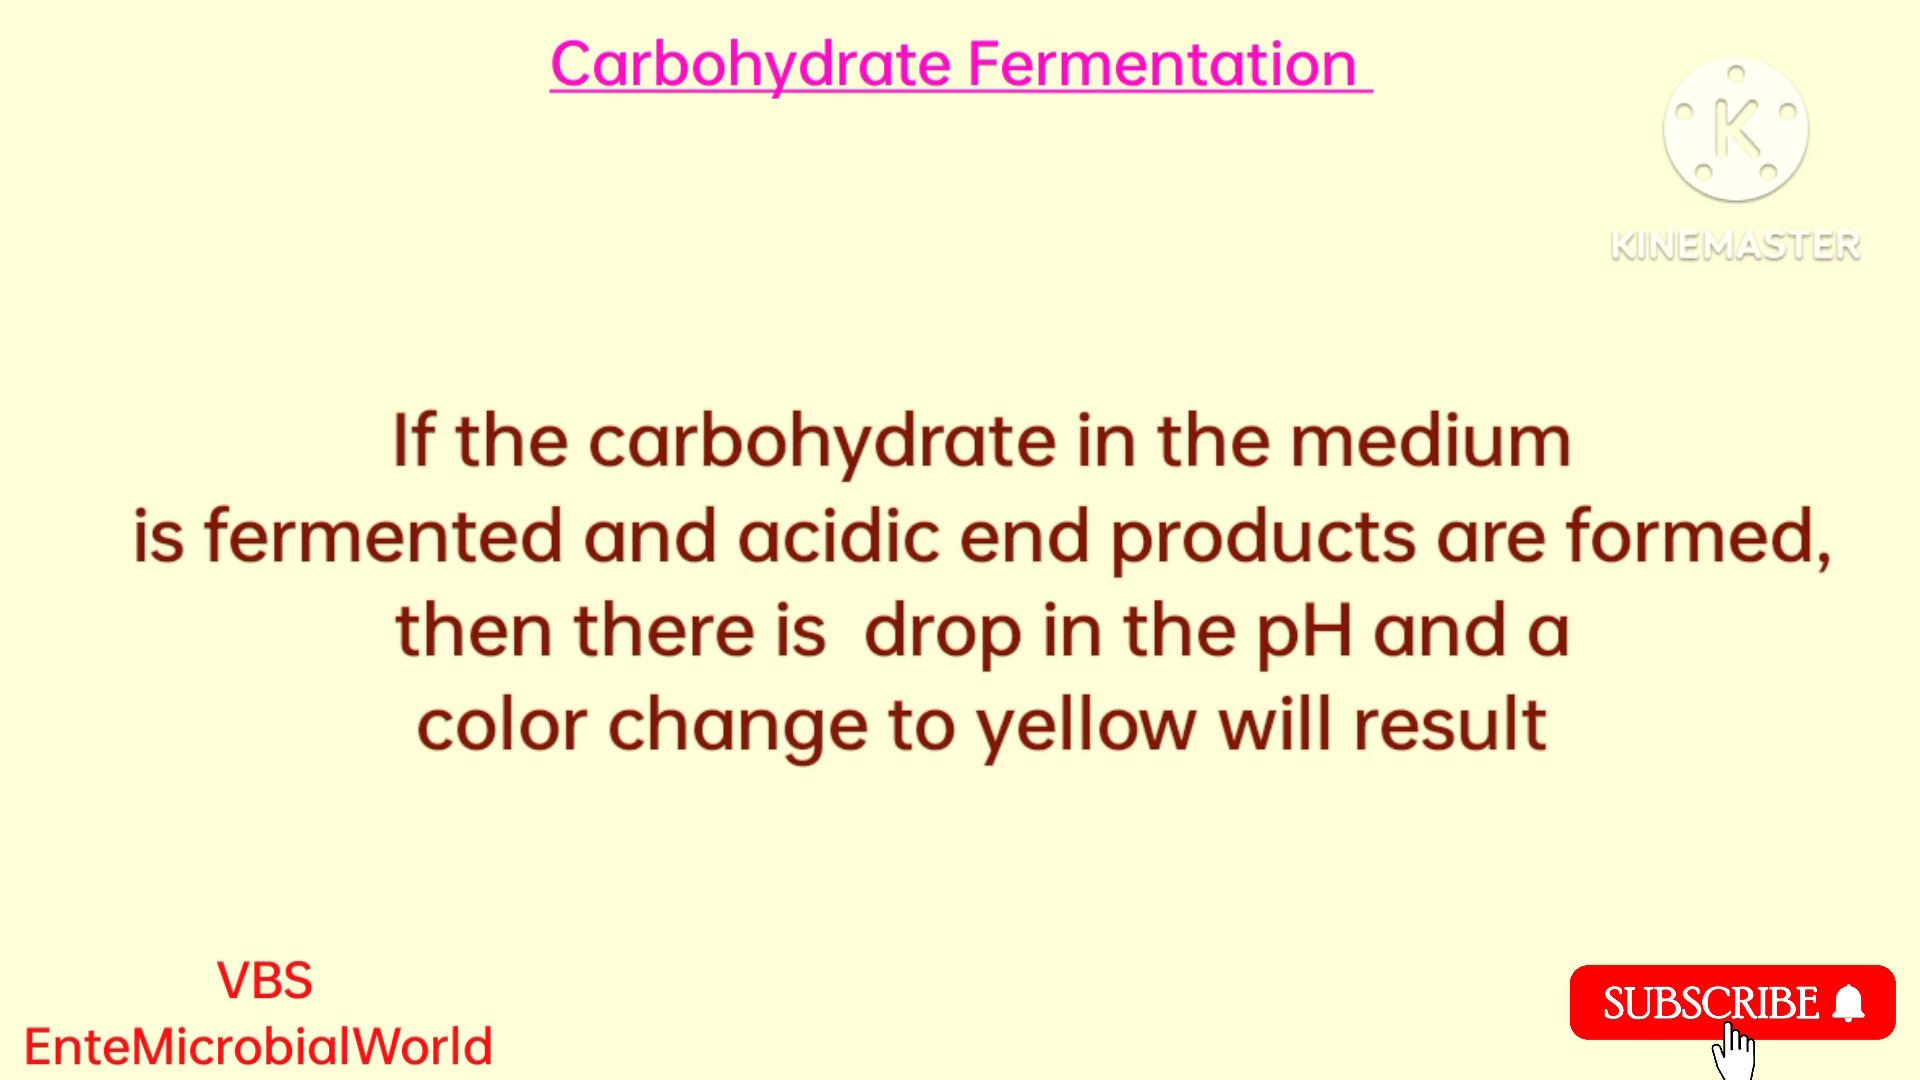 Carbohydrate Fermentation
K
KINEMASTER
If the carbohydrate in the medium
is fermented and acidic end products are formed,
then there is  drop in the pH and a
color change to yellow will result
VBS
EnteMicrobialWorld
SUBSCRIBE